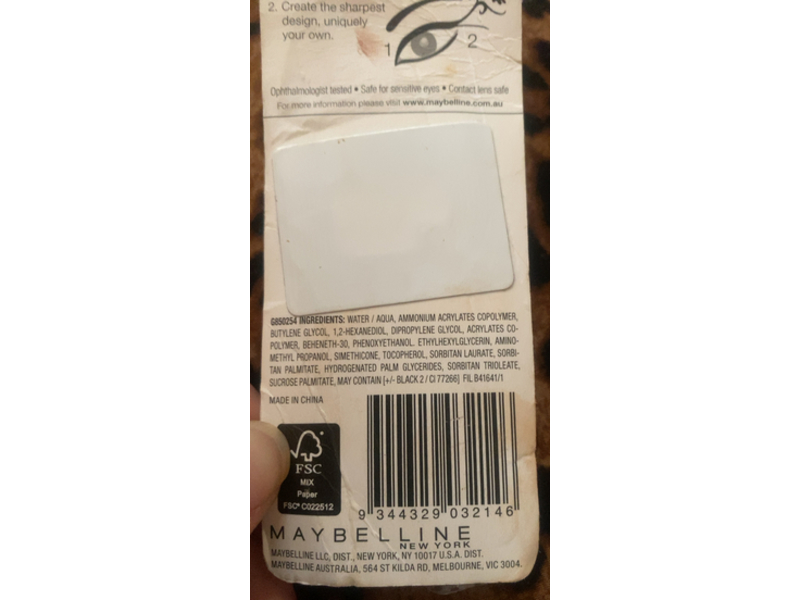 2. Create the sharpest
design, uniquely
your own.
1 2
Ophthalmologist tested • Safe for sensitive eyes • Contact lens safe
For more information please visit www.maybelline.com.au
G850254 INGREDIENTS: WATER / AQUA, AMMONIUM ACRYLATES COPOLYMER,
BUTYLENE GLYCOL, 1,2-HEXANEDIOL, DIPROPYLENE GLYCOL, ACRYLATES CO-
POLYMER, BEHENETH-30, PHENOXYETHANOL. ETHYLHEXYLGLYCERIN, AMINO-
METHYL PROPANOL, SIMETHICONE, TOCOPHEROL, SORBITAN LAURATE, SORBI-
TAN PALMITATE, HYDROGENATED PALM GLYCERIDES, SORBITAN TRIOLEATE,
SUCROSE PALMITATE, MAY CONTAIN [+/- BLACK 2 / CI 77266] FIL B41641/1
MADE IN CHINA
FSC
MIX
Paper
FSC® C022512
9 344329 032146
MAYBELLINE
NEW YORK
MAYBELLINE LLC, DIST., NEW YORK, NY 10017 U.S.A. DIST.
MAYBELLINE AUSTRALIA, 564 ST KILDA RD, MELBOURNE, VIC 3004.